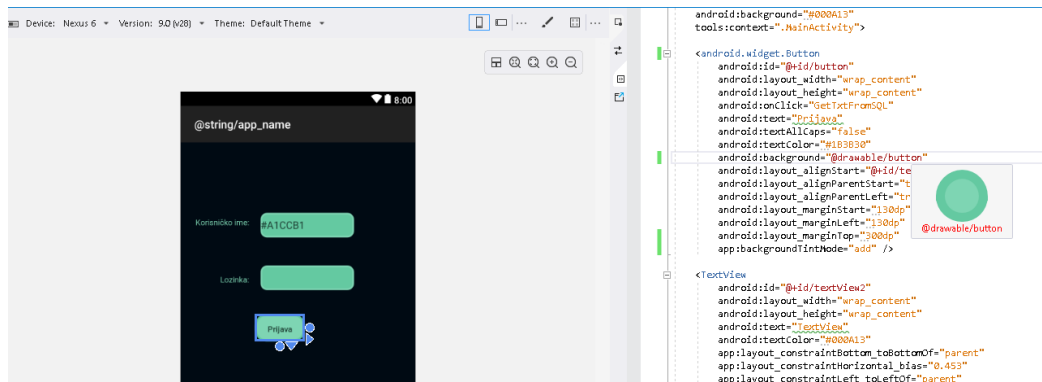 Device: Nexus 6 Version: 9.0 (v28) Theme: Default Theme
8:00
@string/app_name
Korisničko ime: #A1CCB1
Lozinka:
Prijava
android:background="#000A13"
tools:context=".MainActivity">
<android.widget.Button
android:id="@+id/button"
android:layout_width="wrap_content"
android:layout_height="wrap_content"
android:onClick="GetTxtFromSQL"
android:text="Prijava"
android:textAllCaps="false"
android:textColor="#1B3B30"
android:background="@drawable/button"
android:layout_alignStart="@+id/te
android:layout_alignParentStart="t
android:layout_alignParentLeft="tr
android:layout_marginStart="130dp"
android:layout_marginLeft="130dp"
android:layout_marginTop="300dp"
app:backgroundTintMode="add" />
@drawable/button
<TextView
android:id="@+id/textView2"
android:layout_width="wrap_content"
android:layout_height="wrap_content"
android:text="TextView"
android:textColor="#000A13"
app:layout_constraintBottom_toBottomOf="parent"
app:layout_constraintHorizontal_bias="0.453"
app:layout_constraintLeft_toLeftOf="parent"